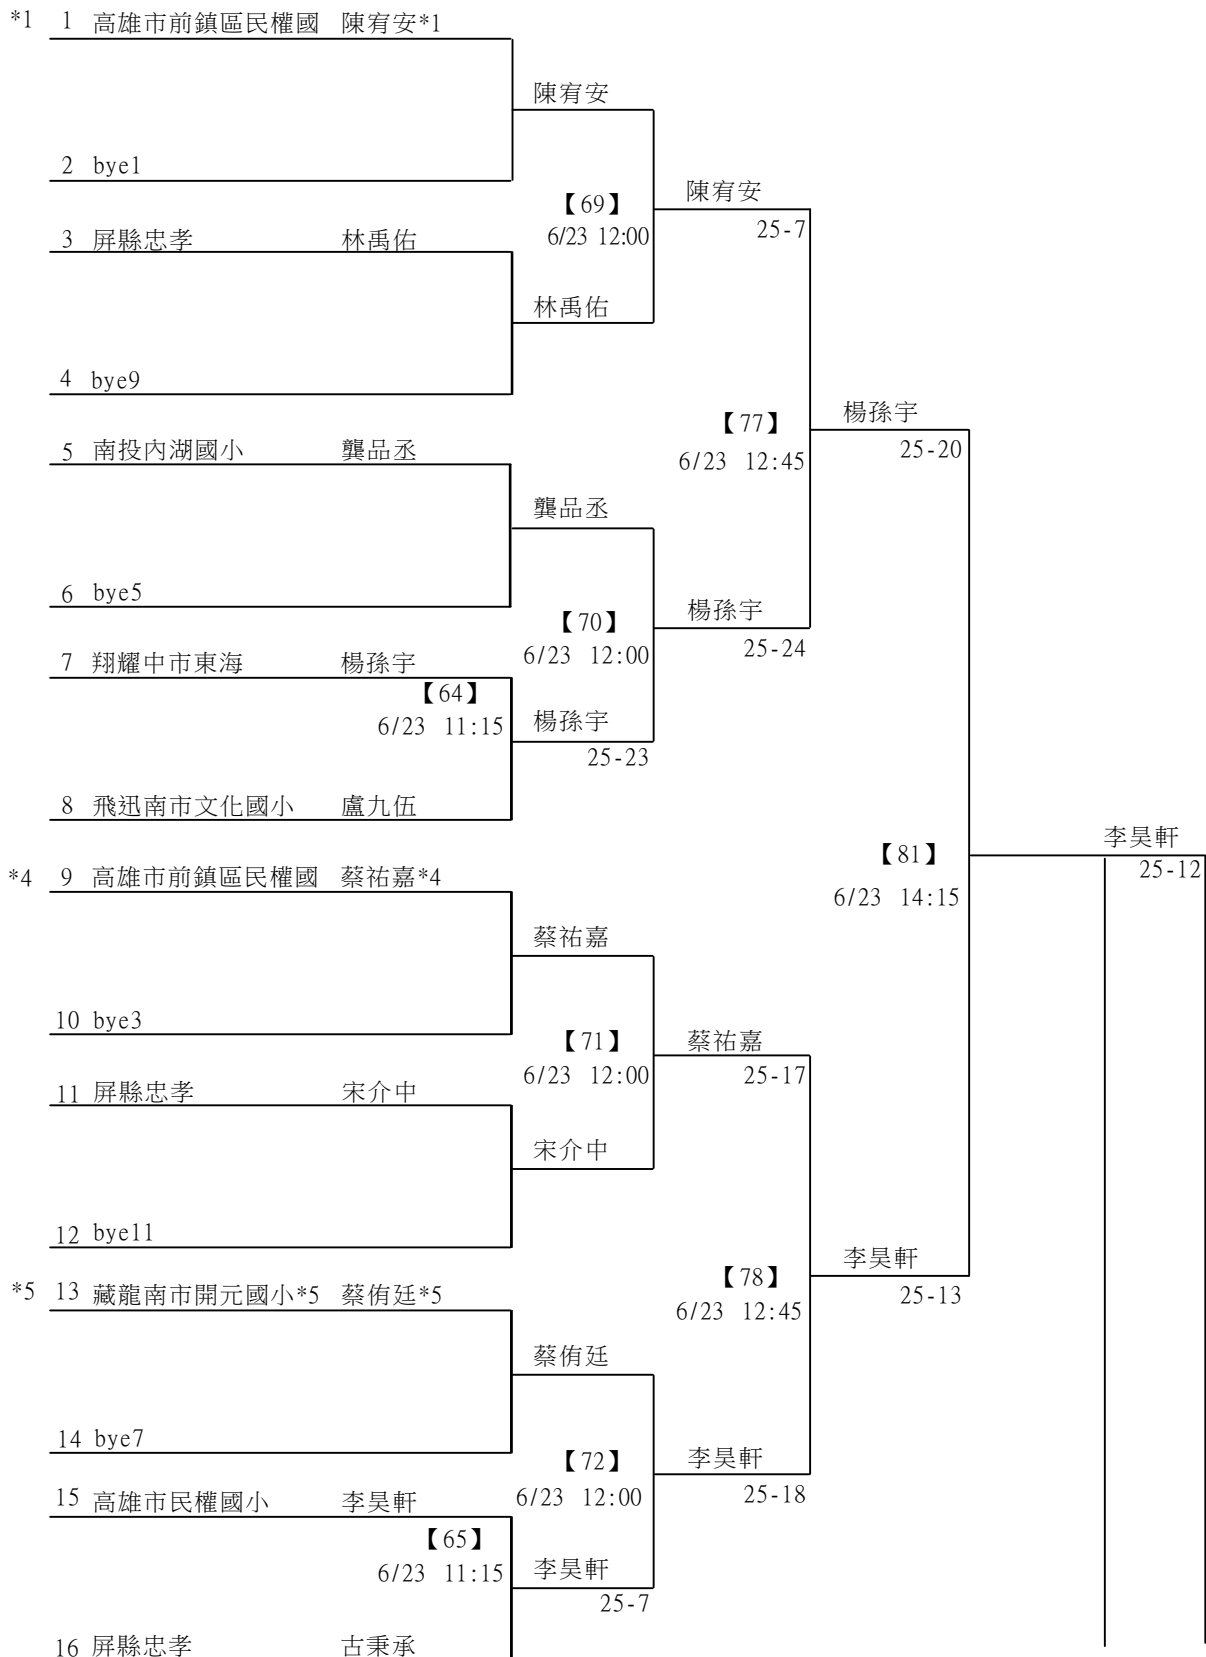 *1 1 高雄市前鎮區民權國 陳宥安*1
陳宥安
2 bye1
陳宥安
【69】
25-7
3 屏縣忠孝 林禹佑
6/23 12:00
林禹佑
4 bye9
楊孫宇
【77】
25-20
5 南投內湖國小 龔品丞
6/23 12:45
龔品丞
6 bye5
楊孫宇
【70】
25-24
7 翔耀中市東海 楊孫宇
6/23 12:00
【64】
楊孫宇
6/23 11:15
25-23
8 飛迅南市文化國小 盧九伍
李昊軒
【81】
25-12
*4 9 高雄市前鎮區民權國 蔡祐嘉*4
6/23 14:15
蔡祐嘉
10 bye3
蔡祐嘉
【71】
6/23 12:00
25-17
11 屏縣忠孝 宋介中
宋介中
12 bye11
李昊軒
【78】
*5 13 藏龍南市開元國小*5 蔡侑廷*5
25-13
6/23 12:45
蔡侑廷
14 bye7
李昊軒
【72】
25-18
15 高雄市民權國小 李昊軒
6/23 12:00
【65】
6/23 11:15
李昊軒
25-7
16 屏縣忠孝 古秉承